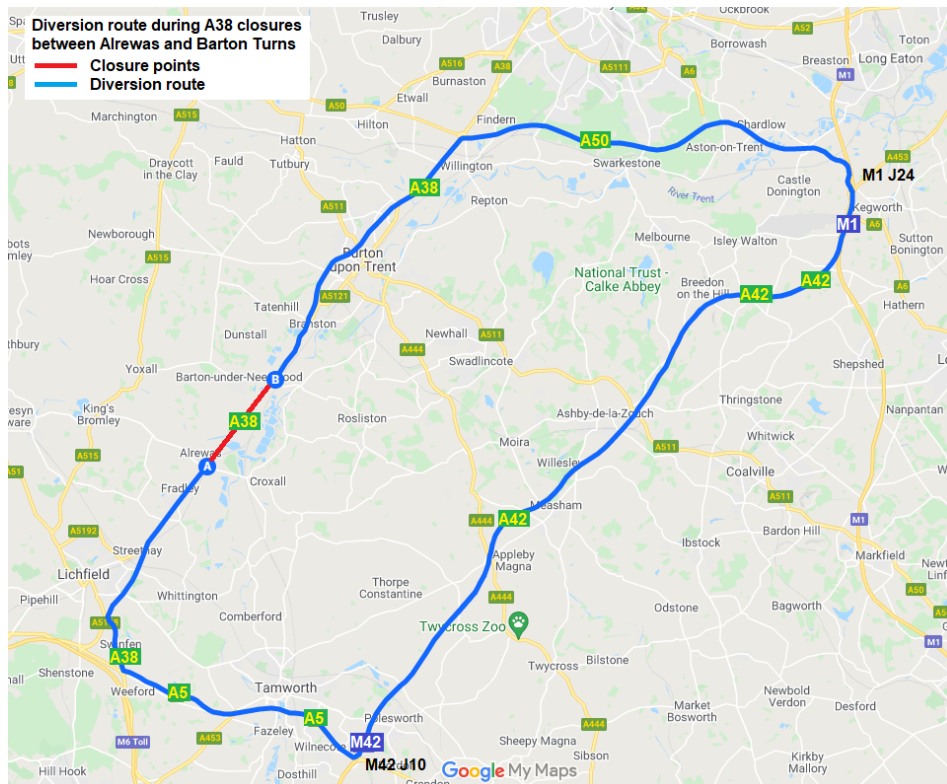 Diversion route during A38 closures
between Alrewas and Barton Turns
Closure points
Diversion route
Trusley
Dalbury
Ockbrook
A52
Borrowash
Toton
Breaston
Long Eaton
A516
A38
A5111
A6
M1
Burnaston
Etwall
A50
Findern
Hilton
Marchington
A515
Hatton
Tutbury
Draycott
in the Clay
Fauld
Willington
A50
Swarkestone
Shardlow
Aston-on-Trent
A453
M1 J24
Castle
Donington
A38
Repton
River Trent
Kegworth
A511
Newborough
A515
Burton
upon Trent
Melbourne
Isley Walton
M1
A6
Sutton
Bonington
Hoar Cross
A5121
National Trust -
Calke Abbey
Breedon
on the Hill
A42
A42
A6
Hathern
Tatenhill
Branston
Dunstall
Newhall
A511
A444
Swadlincote
Yoxall
Barton-under-Needwood
B
Shepshed
King's
Bromley
A38
Rosliston
Ashby-de-la-Zouch
Thringstone
Nanpantan
Whitwick
A515
Alrewas
A
Moira
A511
A51
Fradley
Croxall
Willesley
Coalville
A511
Measham
A444
A42
M1
Bardon Hill
A5192
Streethay
Ibstock
Markfield
Appleby
Magna
Lichfield
Thorpe
Constantine
A50
Pipehill
Whittington
A444
Bagworth
Comberford
Odstone
Twycross Zoo
M1
Swinfen
A38
Bilstone
Twycross
Shenstone
Weeford
A5
Tamworth
Newbold
Verdon
Market
Bosworth
Desford
A5
Polesworth
A444
M6 Toll
A453
Fazeley
Wilnecote
M42
M42 J10
Sheepy Magna
Sibson
Kirkby
Mallory
Hill Hook
Dosthill
Google My Maps